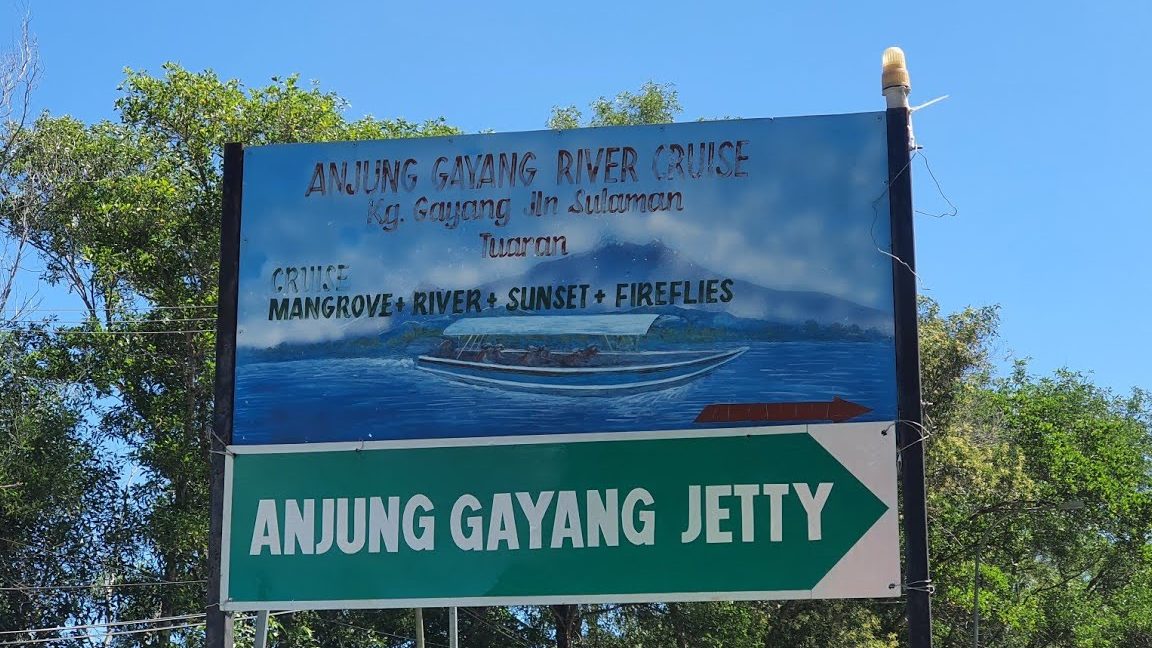 ANJUNG GAYANG RIVER CRUISE
Kg. Gayang Jln Sulaman
Tuaran
CRUISE
MANGROVE + RIVER + SUNSET + FIREFLIES
ANJUNG GAYANG JETTY